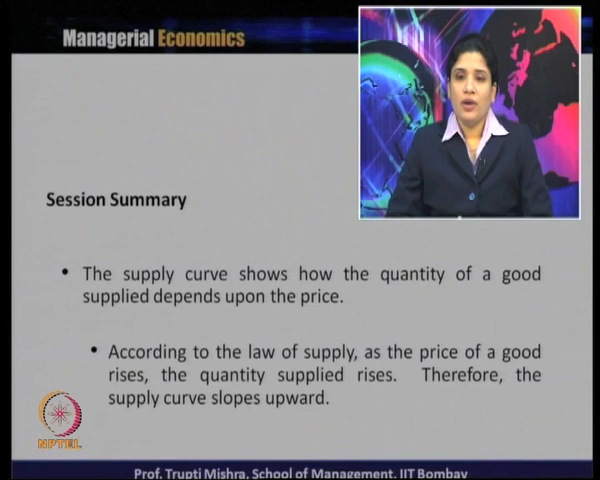 Managerial Economics
Session Summary
• The supply curve shows how the quantity of a good
supplied depends upon the price.
• According to the law of supply, as the price of a good
rises, the quantity supplied rises. Therefore, the
supply curve slopes upward.
NPTEL
Prof. Trupti Mishra, School of Management, IIT Bombay